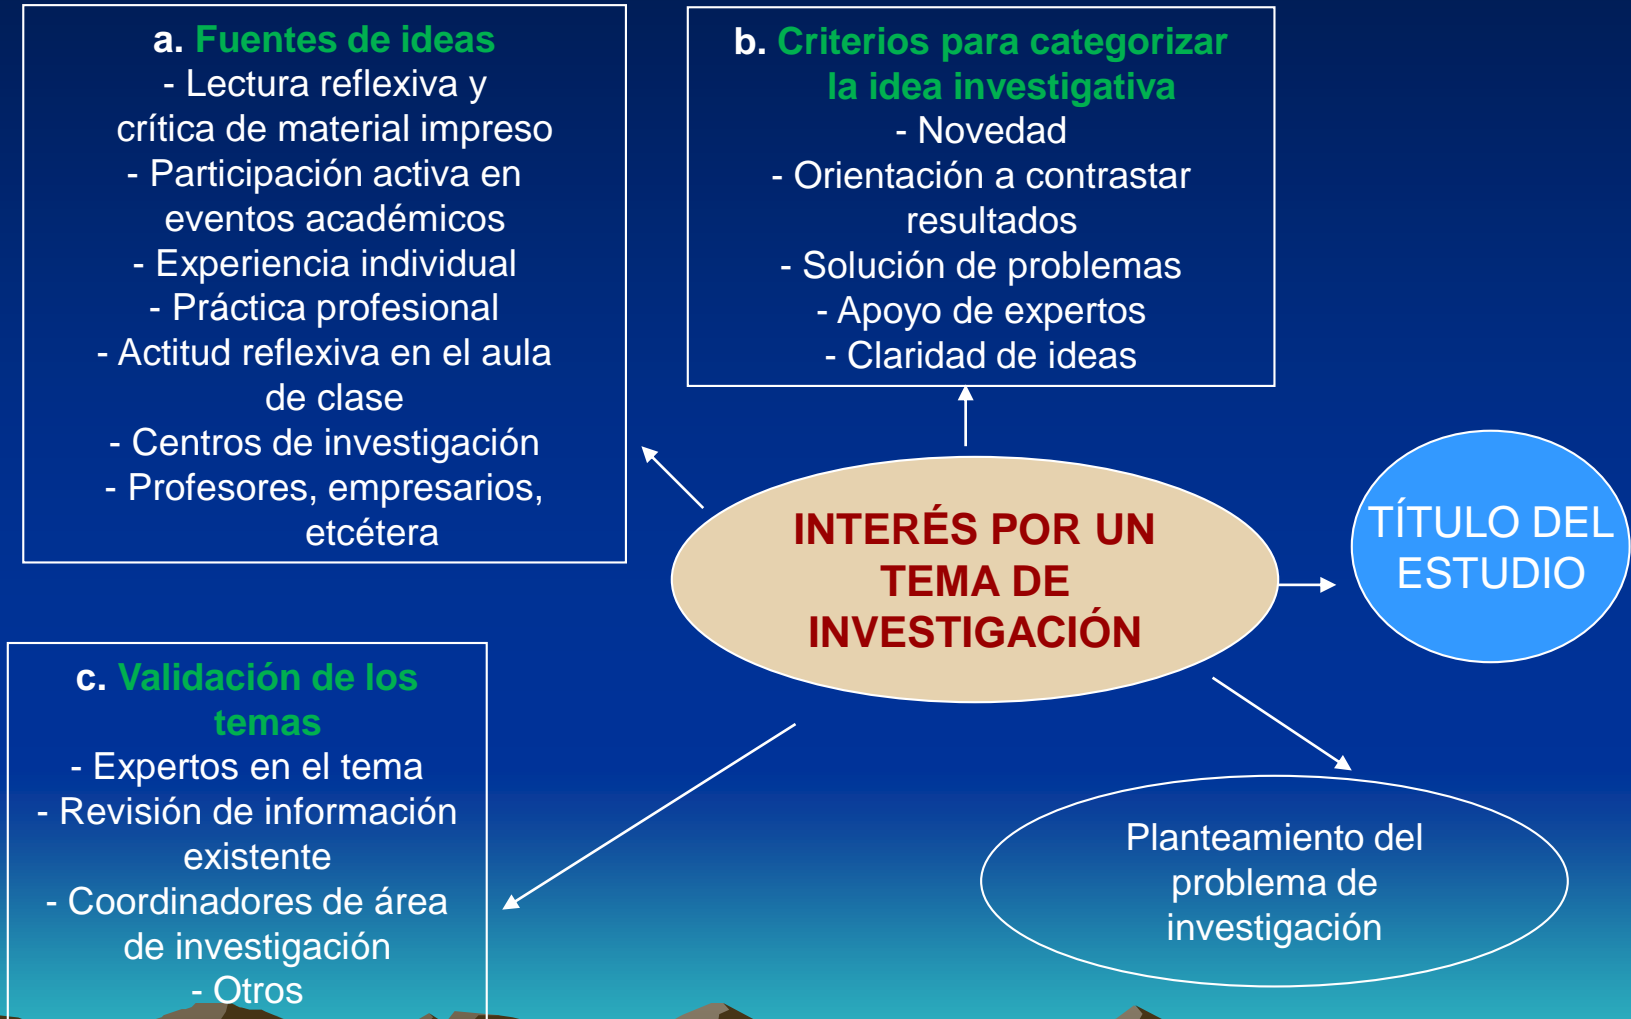 a. Fuentes de ideas
- Lectura reflexiva y
crítica de material impreso
- Participación activa en
eventos académicos
- Experiencia individual
- Práctica profesional
- Actitud reflexiva en el aula
de clase
- Centros de investigación
- Profesores, empresarios,
etcétera
b. Criterios para categorizar
la idea investigativa
- Novedad
- Orientación a contrastar
resultados
- Solución de problemas
- Apoyo de expertos
- Claridad de ideas
INTERÉS POR UN
TEMA DE
INVESTIGACIÓN
TÍTULO DEL
ESTUDIO
c. Validación de los
temas
- Expertos en el tema
- Revisión de información
existente
- Coordinadores de área
de investigación
- Otros
Planteamiento del
problema de
investigación